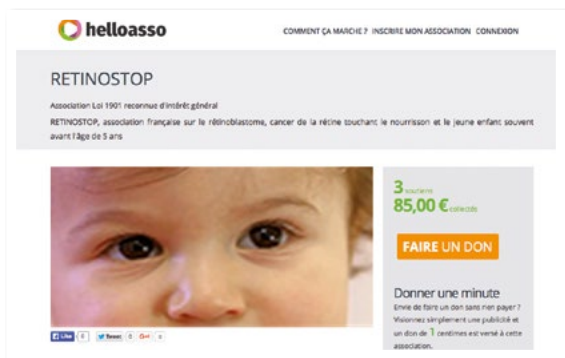 helloasso
COMMENT ÇA MARCHE ? INSCRIRE MON ASSOCIATION CONNEXION
RETINOSTOP
Association Loi 1901 reconnue d'intérêt général
RETINOSTOP, association française sur le rétinoblastome, cancer de la rétine touchant le nourrisson et le jeune enfant souvent
avant l'âge de 5 ans
3 soutiens
85,00 € collectés
FAIRE UN DON
Donner une minute
Envie de faire un don sans rien payer ?
Visionnez simplement une publicité et
un don de 1 centimes est versé à cette
association.
Like 0 Tweet 0 G+1 0